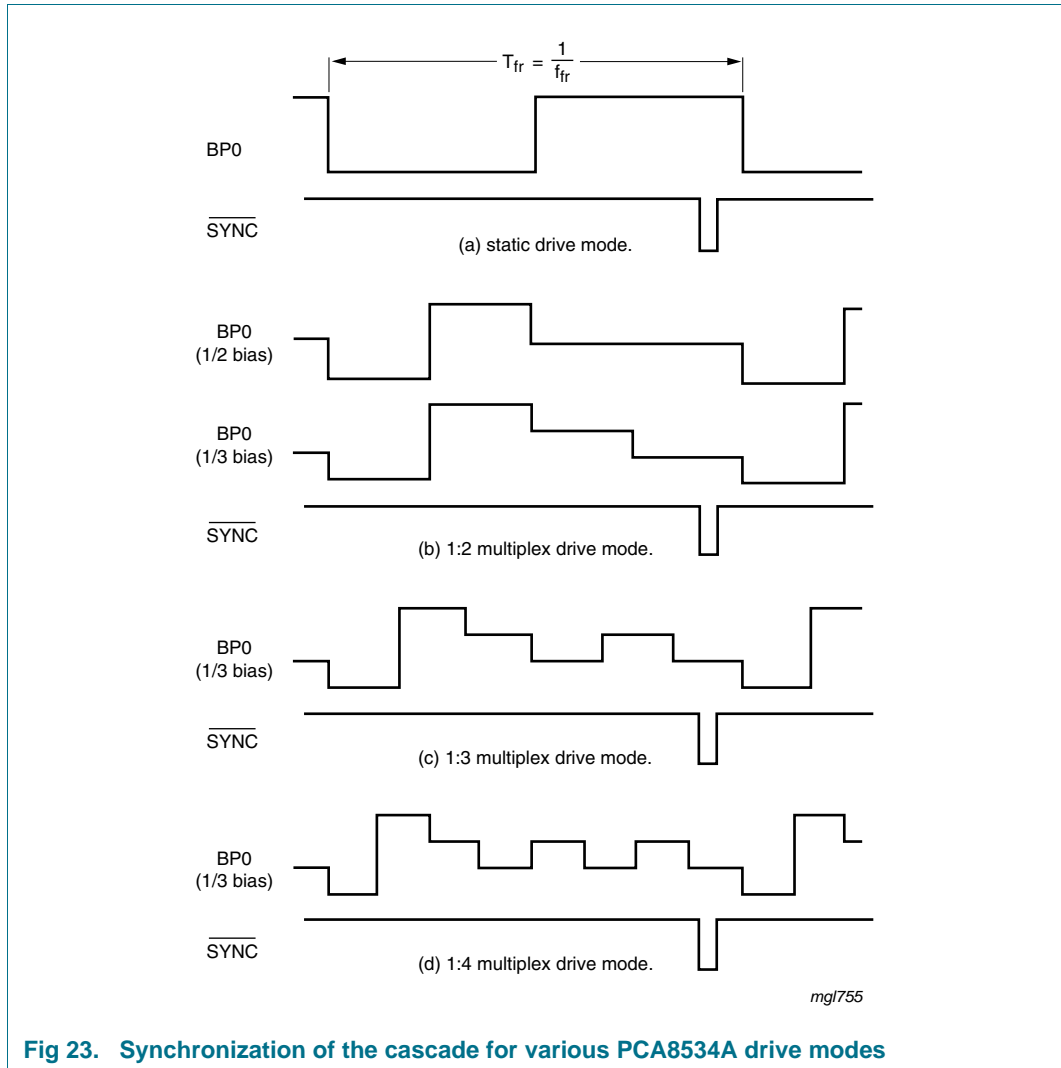 T_fr = 1/f_fr
BP0
SYNC
(a) static drive mode.
BP0
(1/2 bias)
BP0
(1/3 bias)
SYNC
(b) 1:2 multiplex drive mode.
BP0
(1/3 bias)
SYNC
(c) 1:3 multiplex drive mode.
BP0
(1/3 bias)
SYNC
(d) 1:4 multiplex drive mode.
mgl755
Fig 23. Synchronization of the cascade for various PCA8534A drive modes